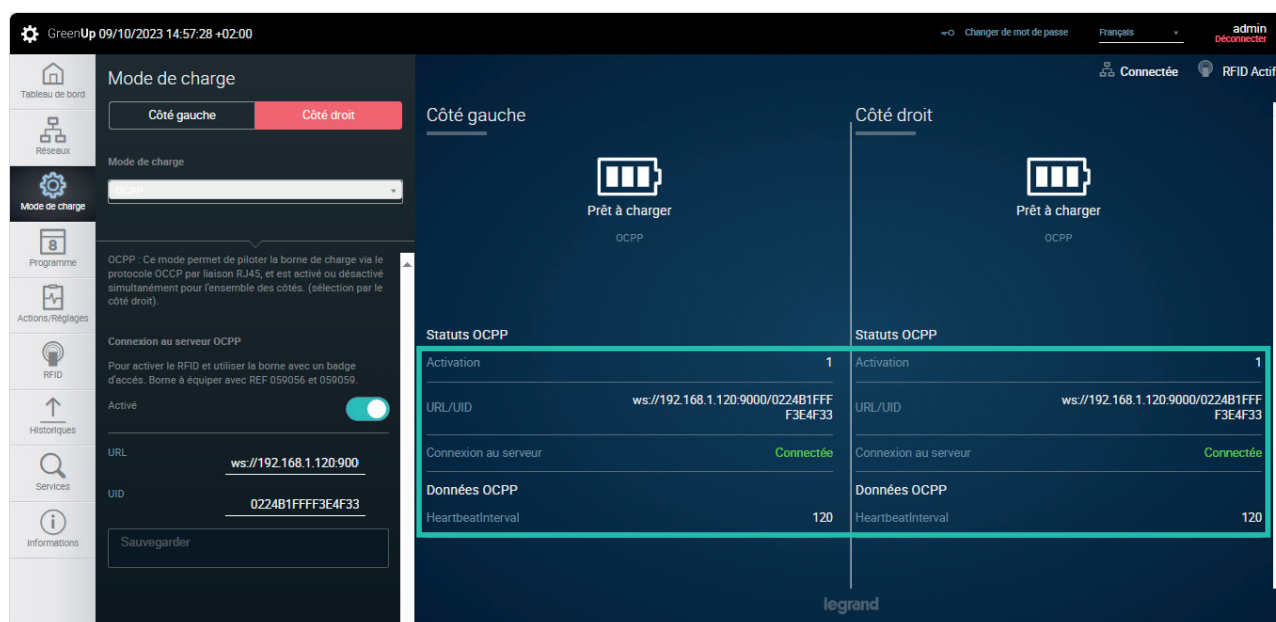 GreenUp 09/10/2023 14:57:28 +02:00
Changer de mot de passe
Français
admin
Déconnecter
Tableau de bord
Réseaux
Mode de charge
Programme
8
Actions/Réglages
RFID
Historiques
Services
Informations
Mode de charge
Côté gauche
Côté droit
Mode de charge
OCPP
OCPP : Ce mode permet de piloter la borne de charge via le
protocole OCCP par liaison RJ45, et est activé ou désactivé
simultanément pour l'ensemble des côtés. (sélection par le
côté droit).
Connexion au serveur OCPP
Pour activer le RFID et utiliser la borne avec un badge
d'accés. Borne à équiper avec REF 059056 et 059059.
Activé
URL
ws://192.168.1.120:900
UID
0224B1FFFF3E4F33
Sauvegarder
Connectée
RFID Actif
Côté gauche
Prêt à charger
OCPP
Statuts OCPP
Activation 1
URL/UID ws://192.168.1.120:9000/0224B1FFF
F3E4F33
Connexion au serveur Connectée
Données OCPP
HeartbeatInterval 120
Côté droit
Prêt à charger
OCPP
Statuts OCPP
Activation 1
URL/UID ws://192.168.1.120:9000/0224B1FFF
F3E4F33
Connexion au serveur Connectée
Données OCPP
HeartbeatInterval 120
legrand